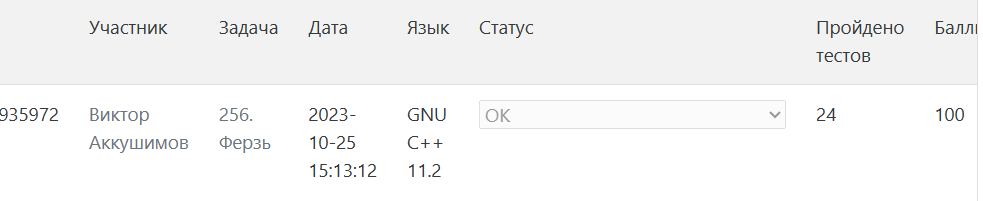 Участник Задача Дата Язык Статус Пройдено тестов
935972 Виктор Аккушимов 256. Ферзь 2023-10-25 15:13:12 GNU C++ 11.2 OK 24 100